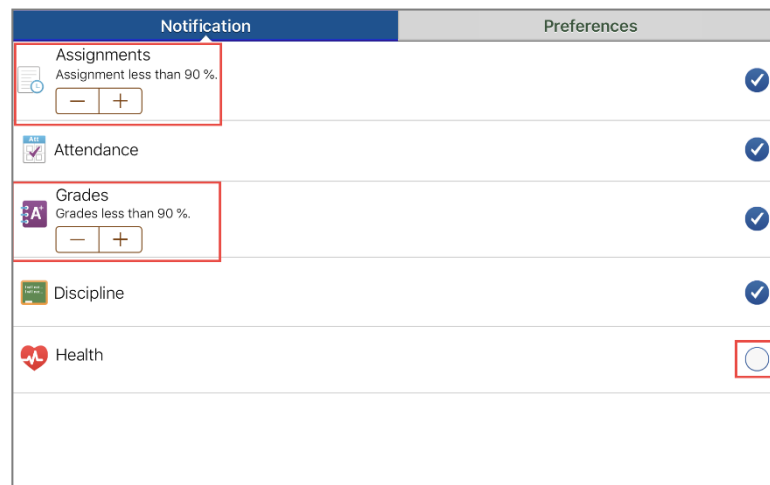 Notification
Preferences
Assignments
Assignment less than 90 %.
− +
Attendance
Grades
Grades less than 90 %.
− +
Discipline
Health